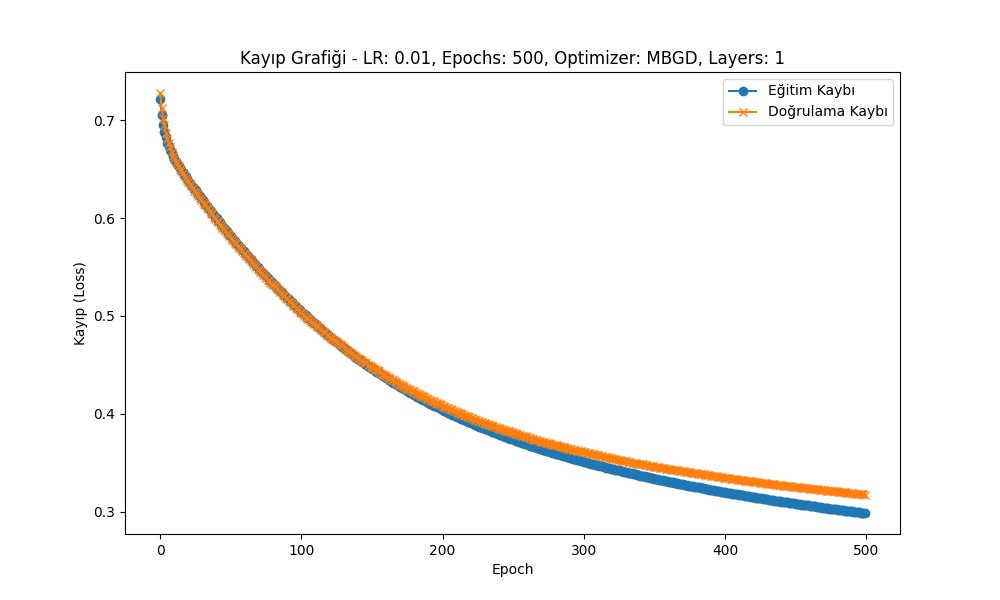 Kayıp Grafiği - LR: 0.01, Epochs: 500, Optimizer: MBGD, Layers: 1
Eğitim Kaybı
Doğrulama Kaybı
Kayıp (Loss)
0.7
0.6
0.5
0.4
0.3
0 100 200 300 400 500
Epoch